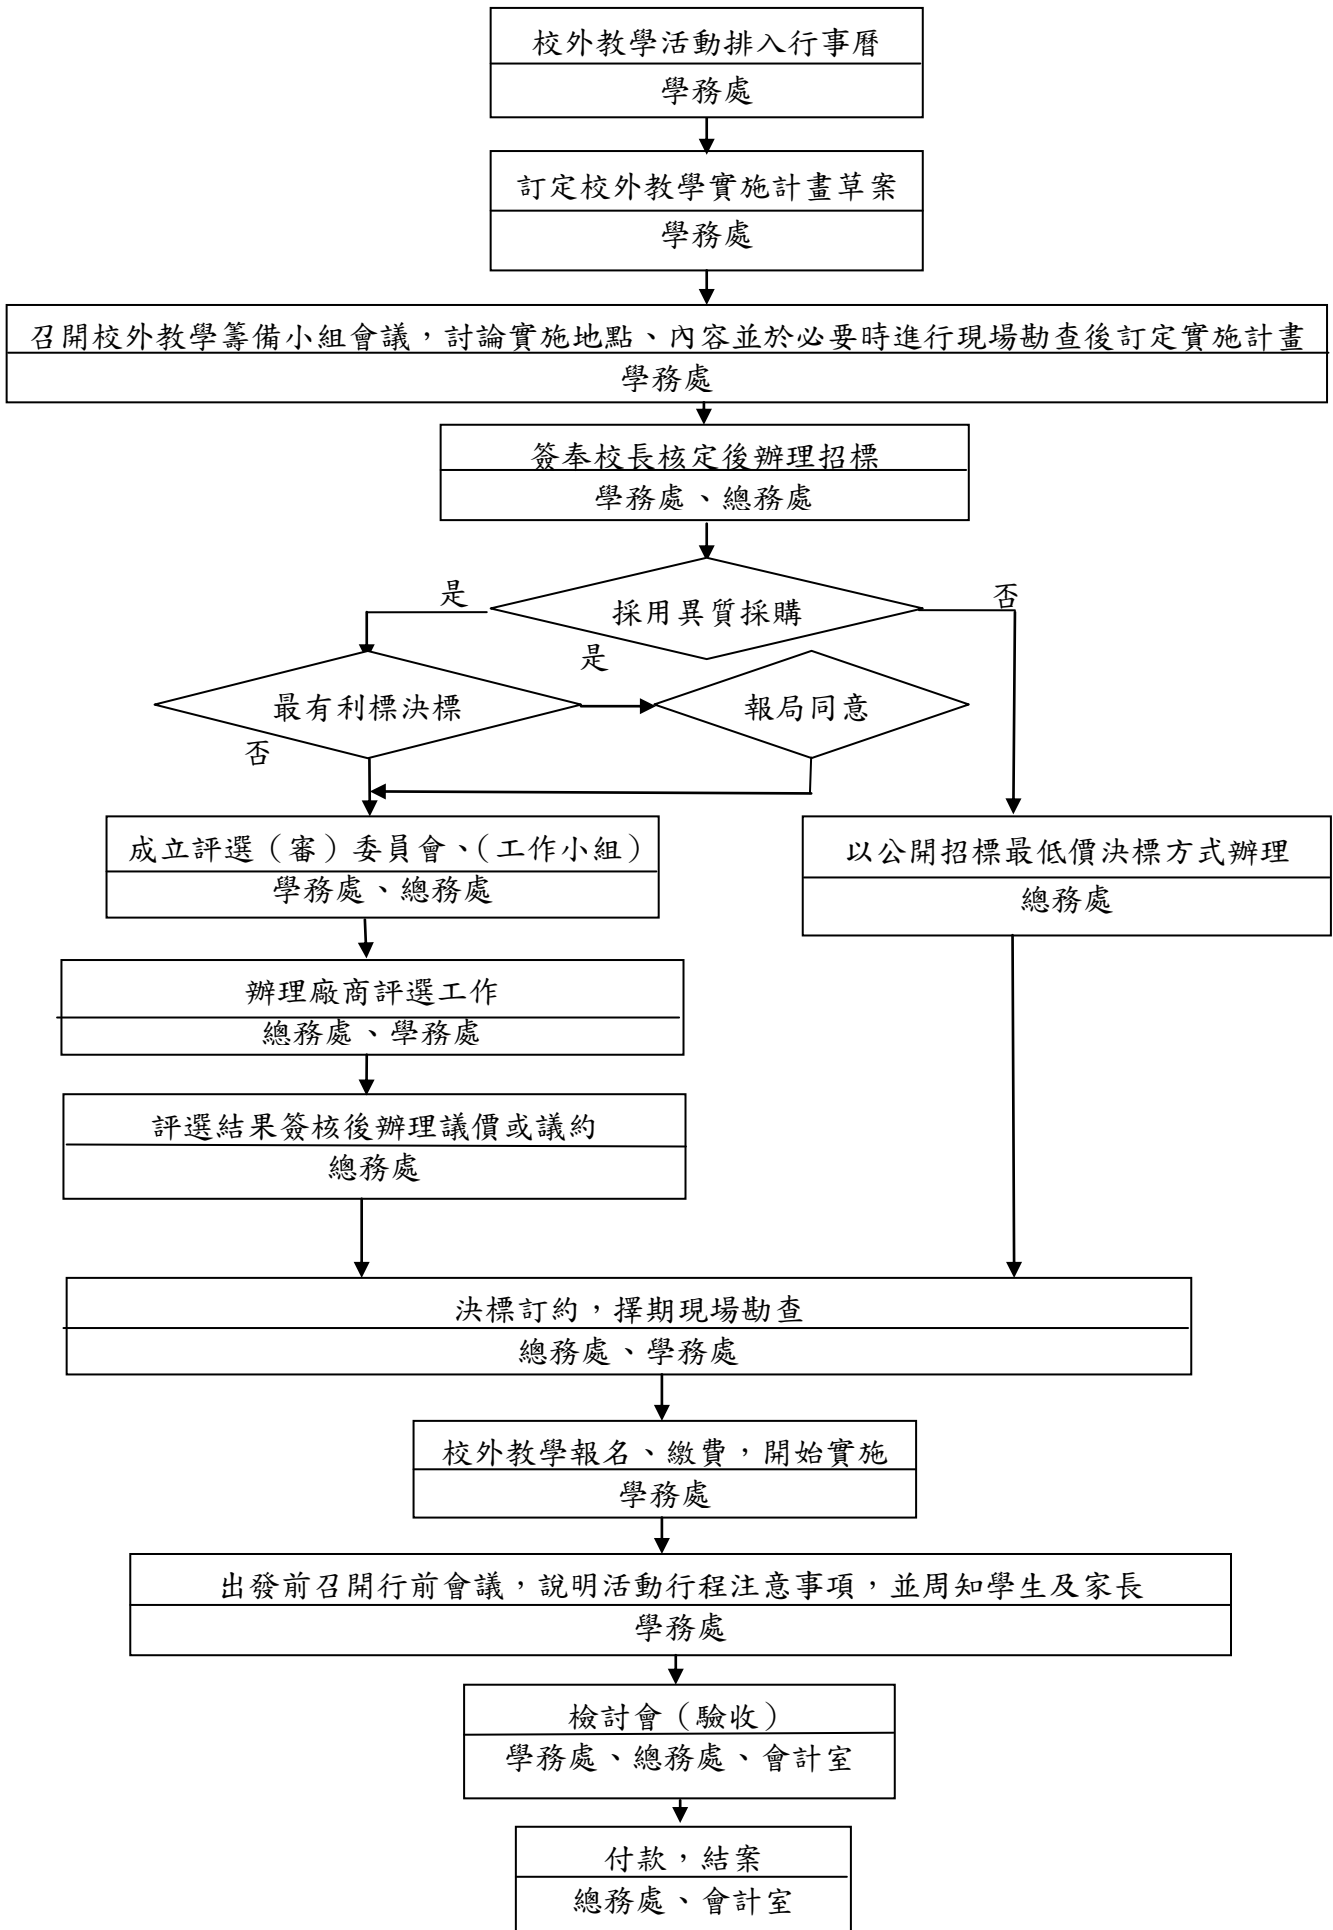 校外教學活動排入行事曆
學務處
訂定校外教學實施計畫草案
學務處
召開校外教學籌備小組會議，討論實施地點、內容並於必要時進行現場勘查後訂定實施計畫
學務處
簽奉校長核定後辦理招標
學務處、總務處
是
採用異質採購
否
最有利標決標
是
報局同意
否
成立評選（審）委員會、（工作小組）
學務處、總務處
以公開招標最低價決標方式辦理
總務處
辦理廠商評選工作
總務處、學務處
評選結果簽核後辦理議價或議約
總務處
決標訂約，擇期現場勘查
總務處、學務處
校外教學報名、繳費，開始實施
學務處
出發前召開行前會議，說明活動行程注意事項，並周知學生及家長
學務處
檢討會（驗收）
學務處、總務處、會計室
付款，結案
總務處、會計室